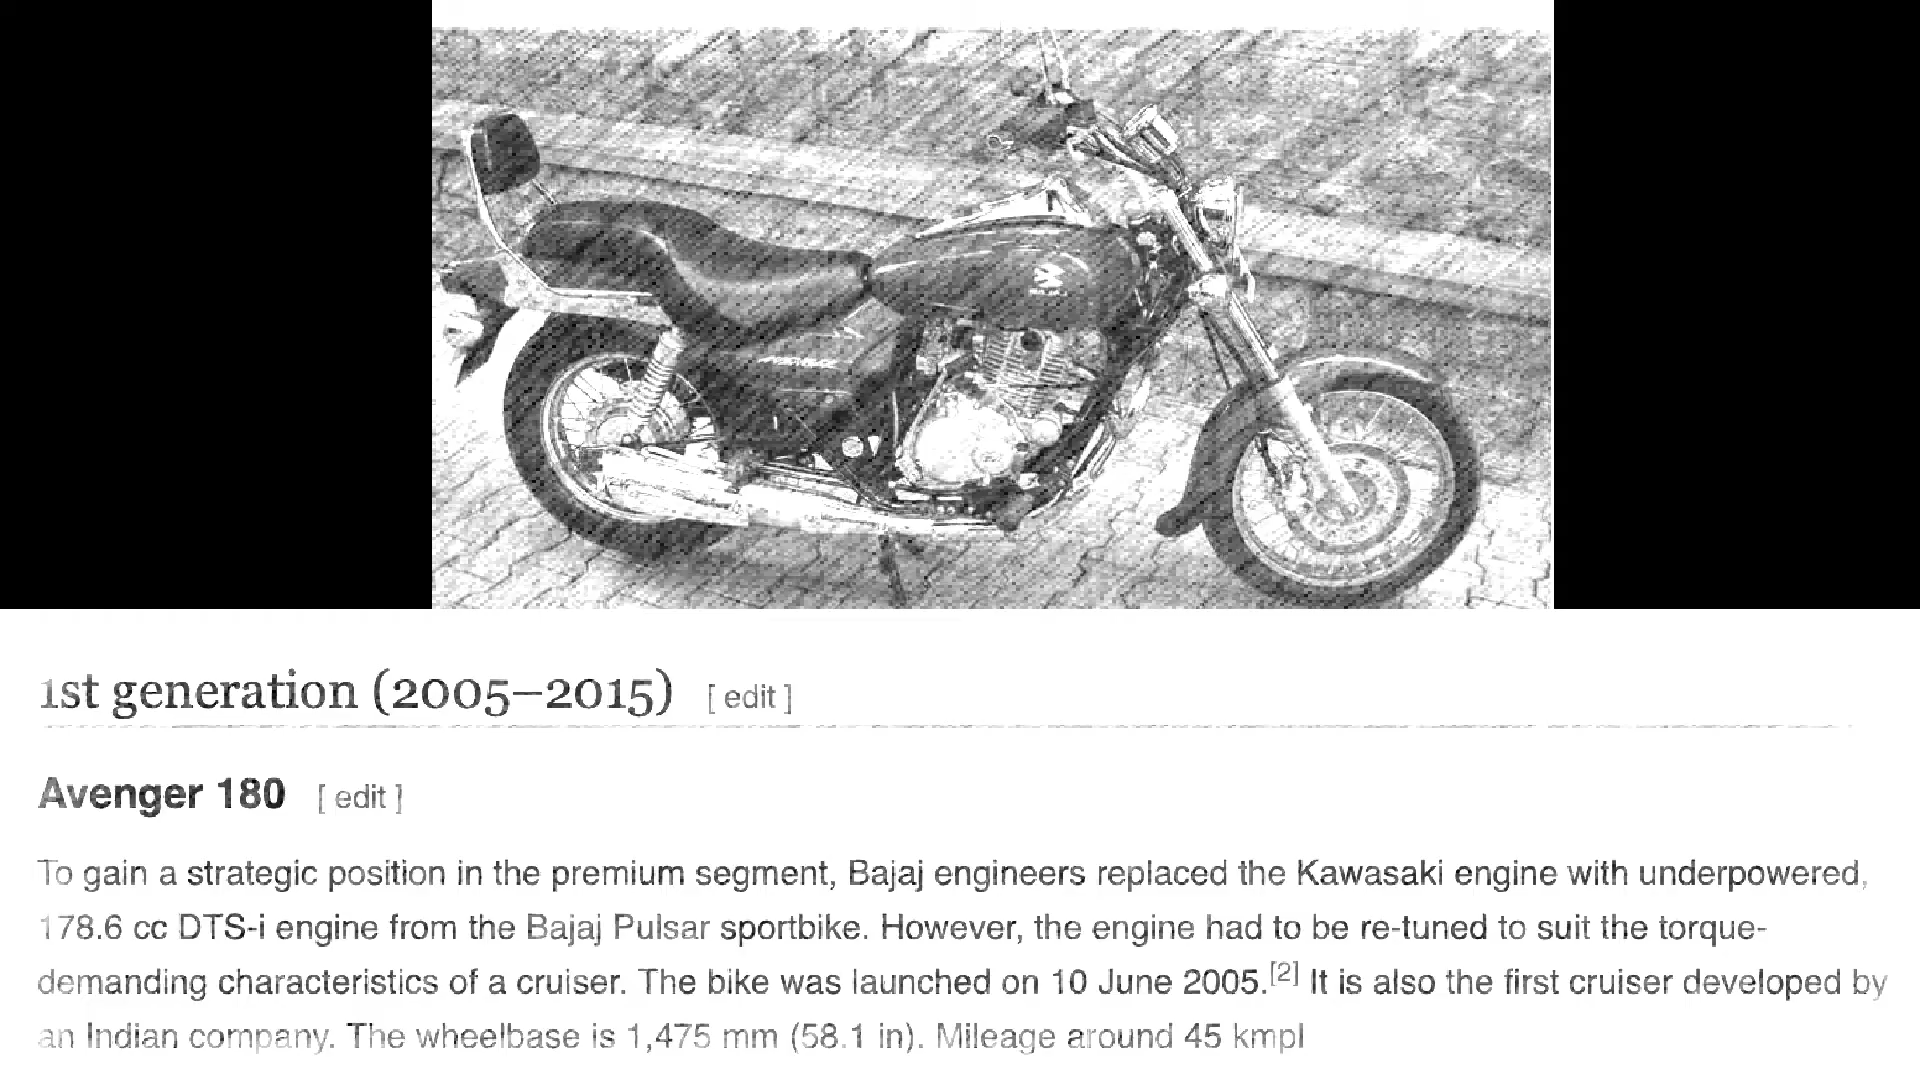 1st generation (2005–2015) [ edit ]
Avenger 180 [ edit ]
To gain a strategic position in the premium segment, Bajaj engineers replaced the Kawasaki engine with underpowered,
178.6 cc DTS-i engine from the Bajaj Pulsar sportbike. However, the engine had to be re-tuned to suit the torque-
demanding characteristics of a cruiser. The bike was launched on 10 June 2005.[2] It is also the first cruiser developed by
an Indian company. The wheelbase is 1,475 mm (58.1 in). Mileage around 45 kmpl